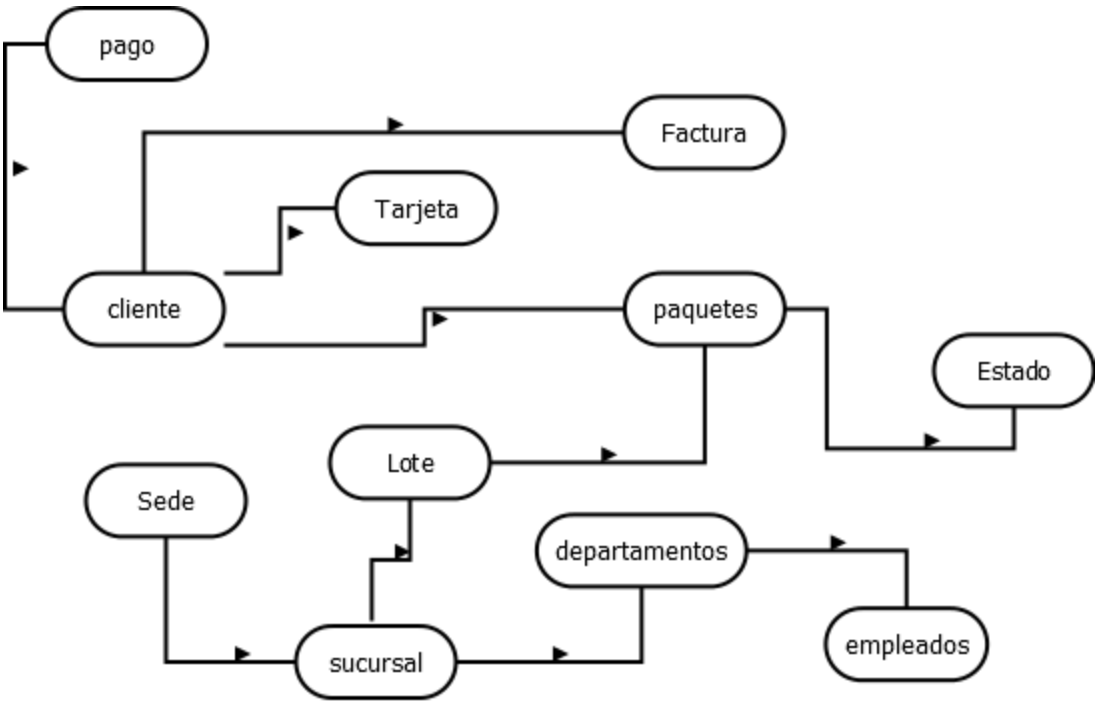 pago
Factura
Tarjeta
cliente
paquetes
Estado
Lote
Sede
departamentos
empleados
sucursal